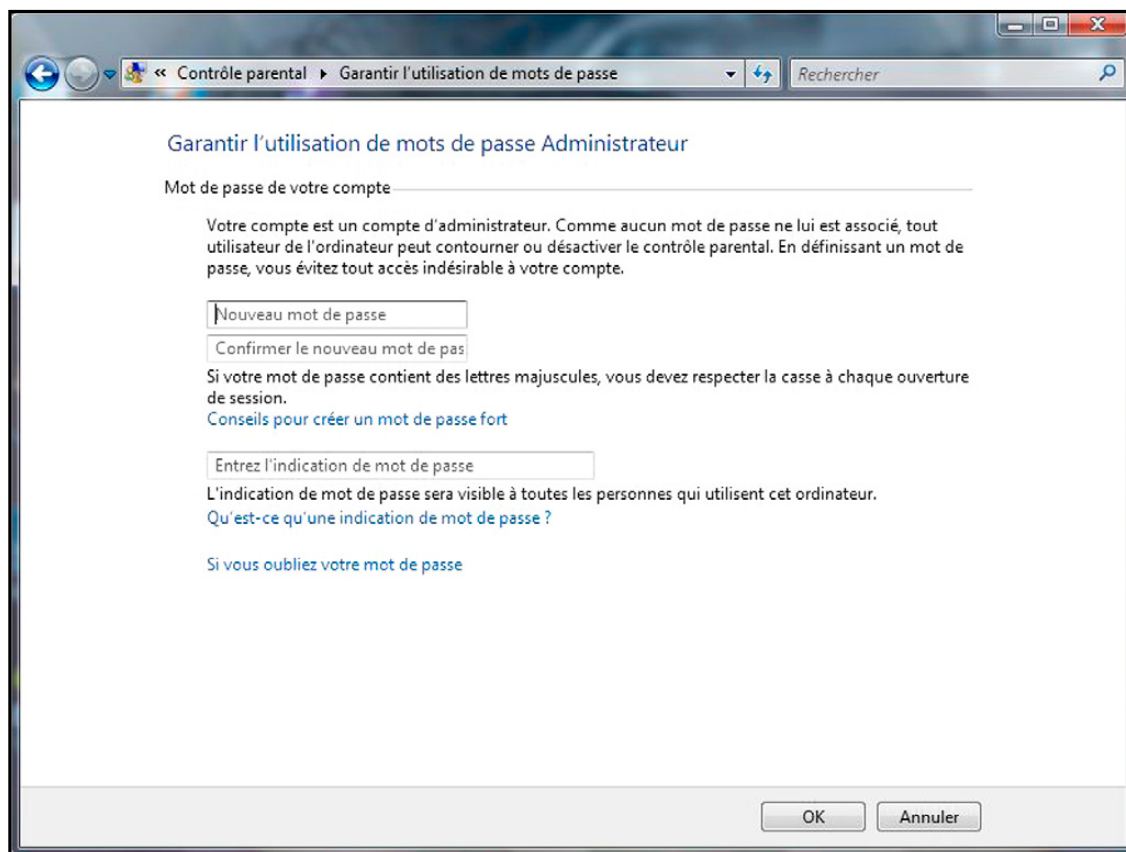 « Contrôle parental Garantir l'utilisation de mots de passe Rechercher
Garantir l'utilisation de mots de passe Administrateur
Mot de passe de votre compte
Votre compte est un compte d'administrateur. Comme aucun mot de passe ne lui est associé, tout
utilisateur de l'ordinateur peut contourner ou désactiver le contrôle parental. En définissant un mot de
passe, vous évitez tout accès indésirable à votre compte.
Nouveau mot de passe
Confirmer le nouveau mot de pas
Si votre mot de passe contient des lettres majuscules, vous devez respecter la casse à chaque ouverture
de session.
Conseils pour créer un mot de passe fort
Entrez l'indication de mot de passe
L'indication de mot de passe sera visible à toutes les personnes qui utilisent cet ordinateur.
Qu'est-ce qu'une indication de mot de passe ?
Si vous oubliez votre mot de passe
OK Annuler